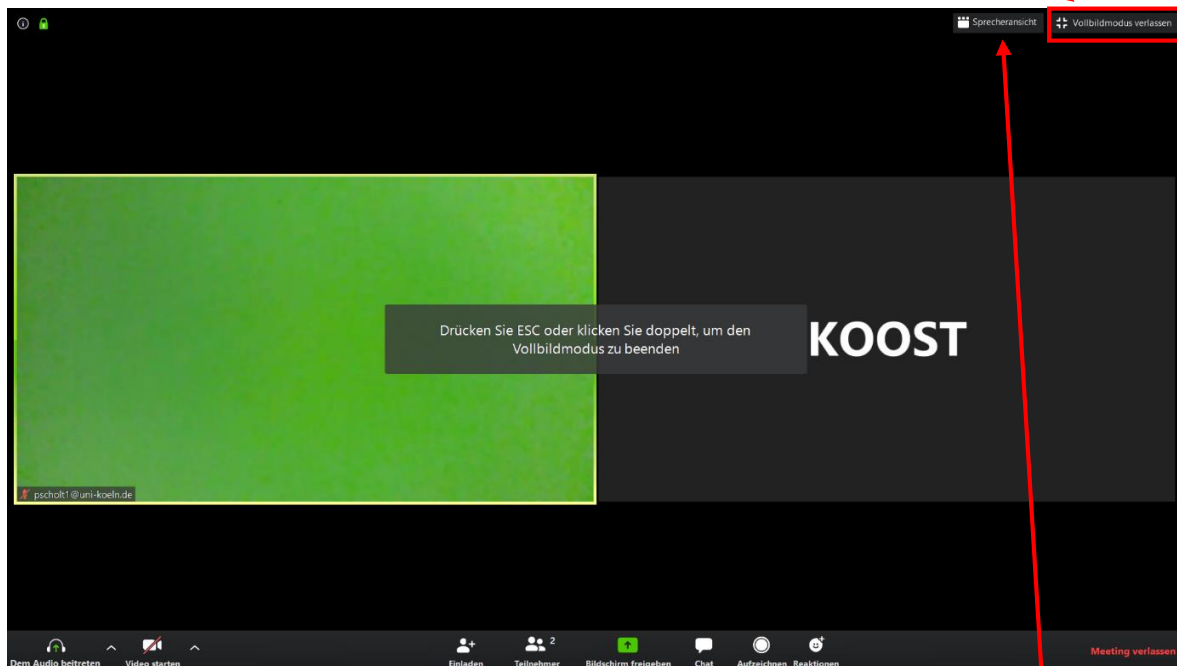 Sprecheransicht
Vollbildmodus verlassen
Drücken Sie ESC oder klicken Sie doppelt, um den
Vollbildmodus zu beenden
KOOST
pscholt1@uni-koeln.de
2
Dem Audio beitreten
Video starten
Einladen
Teilnehmer
Bildschirm freigeben
Chat
Aufzeichnen
Reaktionen
Meeting verlassen